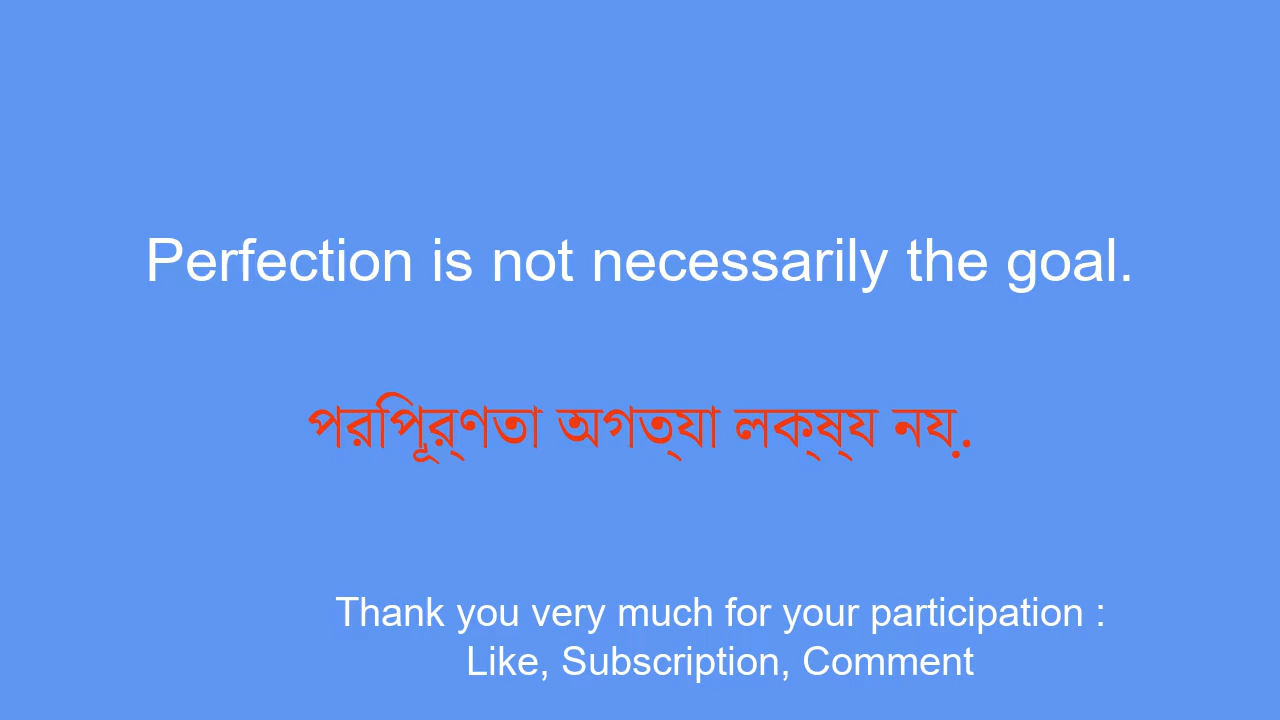 Perfection is not necessarily the goal.
পরিপূর্ণতা অগত্যা লক্ষ্য নয়.
Thank you very much for your participation :
Like, Subscription, Comment